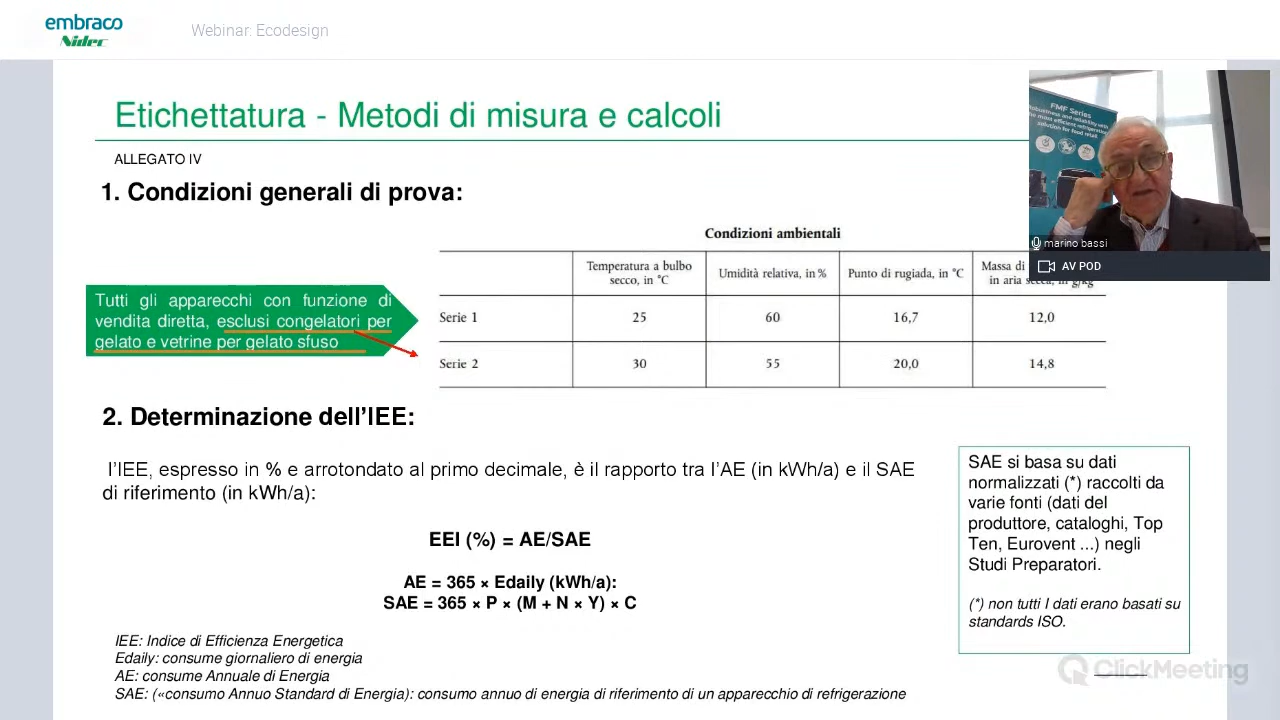 embraco
Nidec
Webinar: Ecodesign
Etichettatura - Metodi di misura e calcoli
ALLEGATO IV
1. Condizioni generali di prova:
Condizioni ambientali
Temperatura a bulbo secco, in °C
Umidità relativa, in %
Punto di rugiada, in °C
Massa di
in aria secca, in g/kg
Serie 1 25 60 16,7 12,0
Serie 2 30 55 20,0 14,8
Tutti gli apparecchi con funzione di
vendita diretta, esclusi congelatori per
gelato e vetrine per gelato sfuso
2. Determinazione dell'IEE:
l'IEE, espresso in % e arrotondato al primo decimale, è il rapporto tra l'AE (in kWh/a) e il SAE
di riferimento (in kWh/a):
EEI (%) = AE/SAE
AE = 365 × Edaily (kWh/a):
SAE = 365 × P × (M + N × Y) × C
IEE: Indice di Efficienza Energetica
Edaily: consume giornaliero di energia
AE: consume Annuale di Energia
SAE: («consumo Annuo Standard di Energia): consumo annuo di energia di riferimento di un apparecchio di refrigerazione
SAE si basa su dati
normalizzati (*) raccolti da
varie fonti (dati del
produttore, cataloghi, Top
Ten, Eurovent ...) negli
Studi Preparatori.
(*) non tutti I dati erano basati su
standards ISO.
FMF Series
marino bassi
AV POD
ClickMeeting